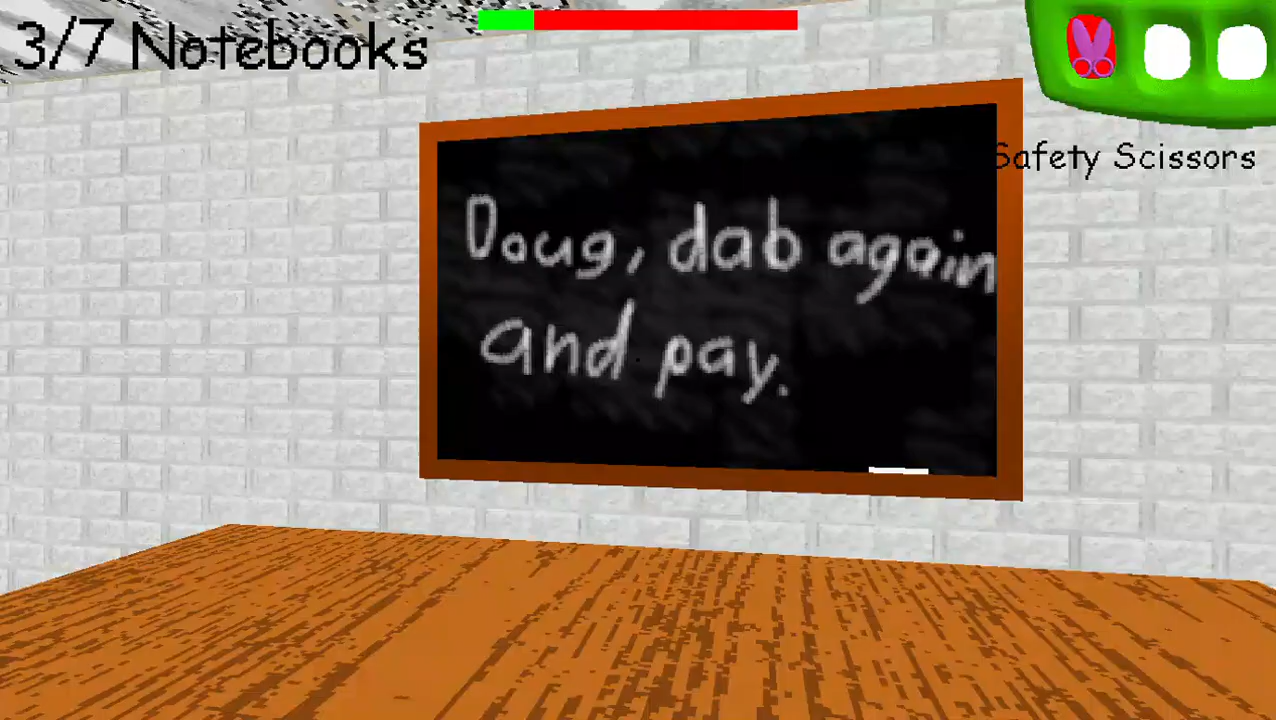 3/7 Notebooks
Safety Scissors
Doug, dab again
and pay.